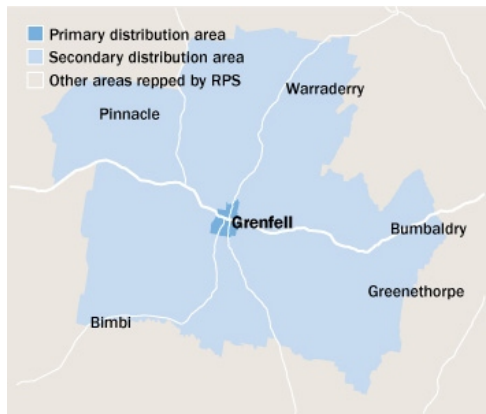 Primary distribution area
Secondary distribution area
Other areas repped by RPS
Warraderry
Pinnacle
Grenfell
Bumbaldry
Greenethorpe
Bimbi